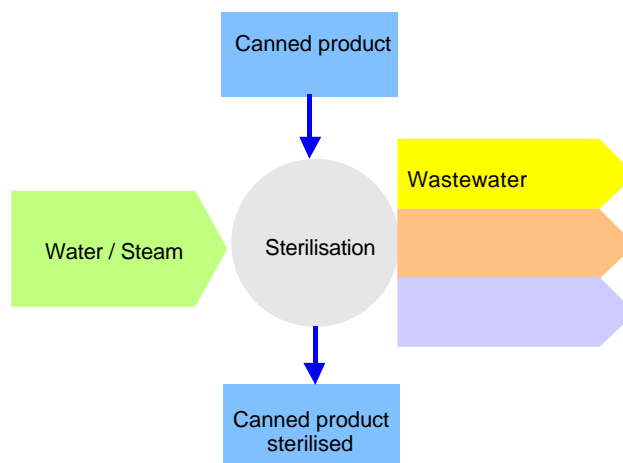 Canned product
Wastewater
Water / Steam
Sterilisation
Canned product
sterilised